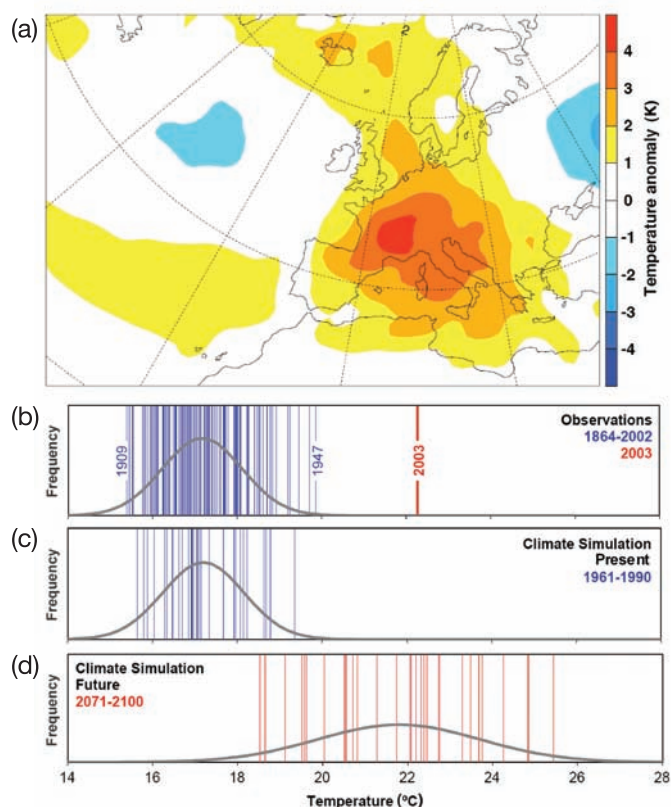 (a)
2
4
3
2
1
0
-1
-2
-3
-4
Temperature anomaly (K)
(b)
Frequency
1909
1947
2003
Observations
1864-2002
2003
(c)
Frequency
Climate Simulation
Present
1961-1990
(d)
Frequency
Climate Simulation
Future
2071-2100
14 16 18 20 22 24 26 28
Temperature (ºC)